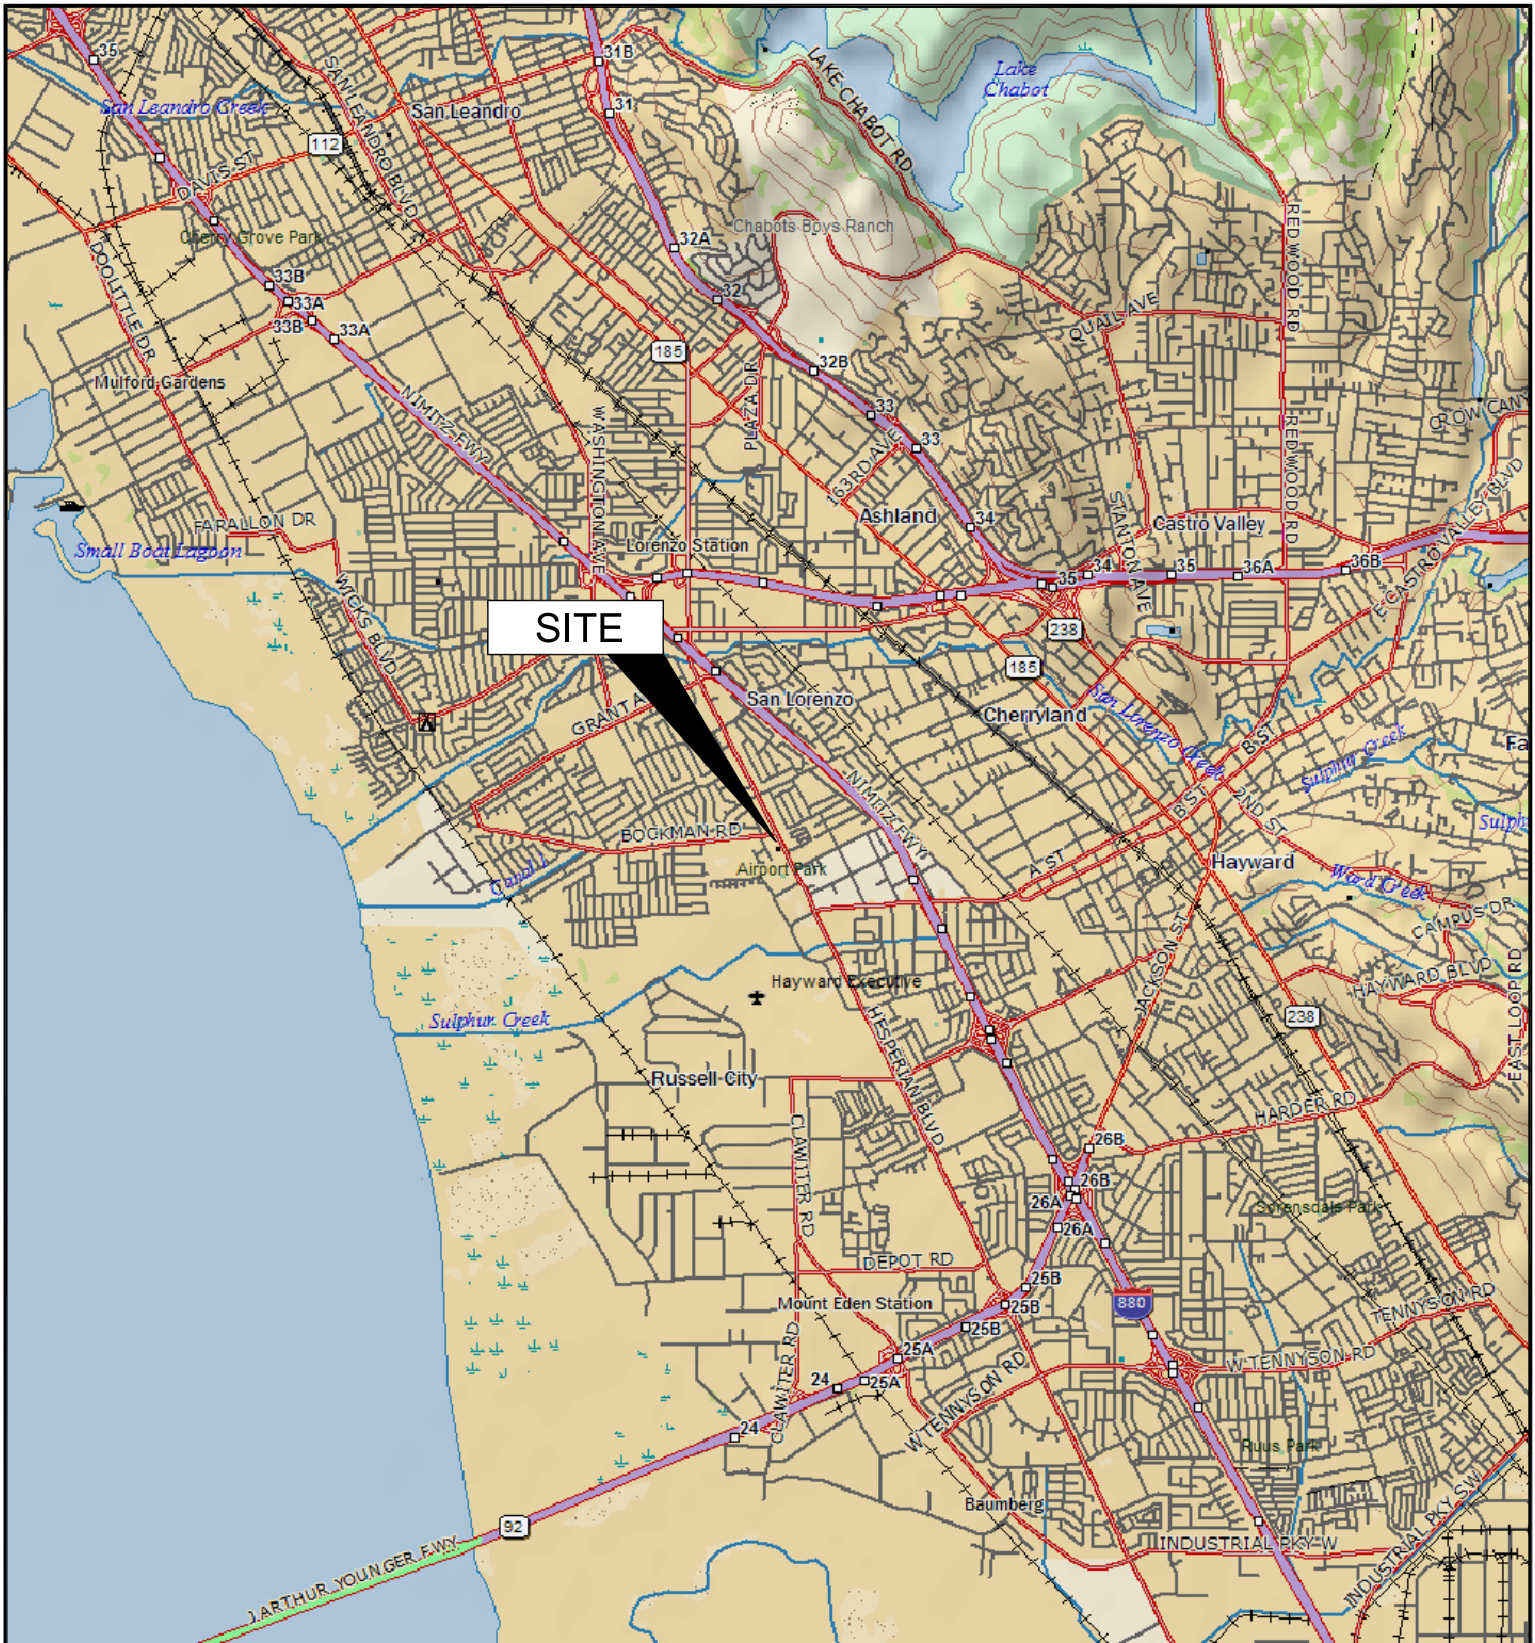 35
31B
San Leandro Creek
SAN LEANDRO BLVD
San Leandro
31
LAKE CHABOT RD
Lake
Chabot
112
DAVIS ST
Cherry Grove Park
32A
Chabots Boys Ranch
REDWOOD RD
DOOLITTLE DR
33B
33A
33B
33A
32
QUAIL AVE
185
32B
PLAZA DR
Mulford Gardens
NIMITZ FWY
WASHINGTON AVE
33
33
163RD AVE
REDWOOD RD
CROW CANY
FARALLON DR
Small Boat Lagoon
Ashland
34
STANTON AVE
Castro Valley
E CASTRO VALLEY BLVD
Lorenzo Station
WICKS BLVD
35
34
35
36A
36B
SITE
238
185
GRANT A
San Lorenzo
Cherryland
San Lorenzo Creek
B ST
Sulphur Creek
Fa
NIMITZ FWY
B ST
2ND ST
Sulph
BOCKMAN RD
Airport Park
A ST
Hayward
Ward Creek
Canal 1
CAMPUS DR
JACKSON ST
Hayward Executive
HAYWARD BLVD
EAST LOOP RD
Sulphur Creek
HESPERIAN BLVD
238
Russell City
CLAWITER RD
HARDER RD
26B
26B
26A
26A
Sorensdale Park
DEPOT RD
25B
Mount Eden Station
25B
25B
880
TENNYSON RD
CLAWITER RD
25A
25A
24
W TENNYSON RD
W TENNYSON RD
24
Ruus Park
Baumberg
92
INDUSTRIAL PKY W
INDUSTRIAL PKY SW
J ARTHUR YOUNGER FWY